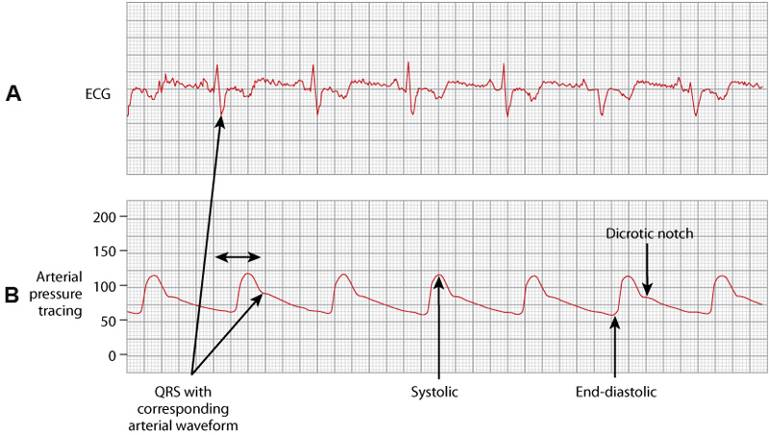 A
ECG
200
150
100
50
0
B
Arterial
pressure
tracing
Dicrotic notch
QRS with
corresponding
arterial waveform
Systolic
End-diastolic